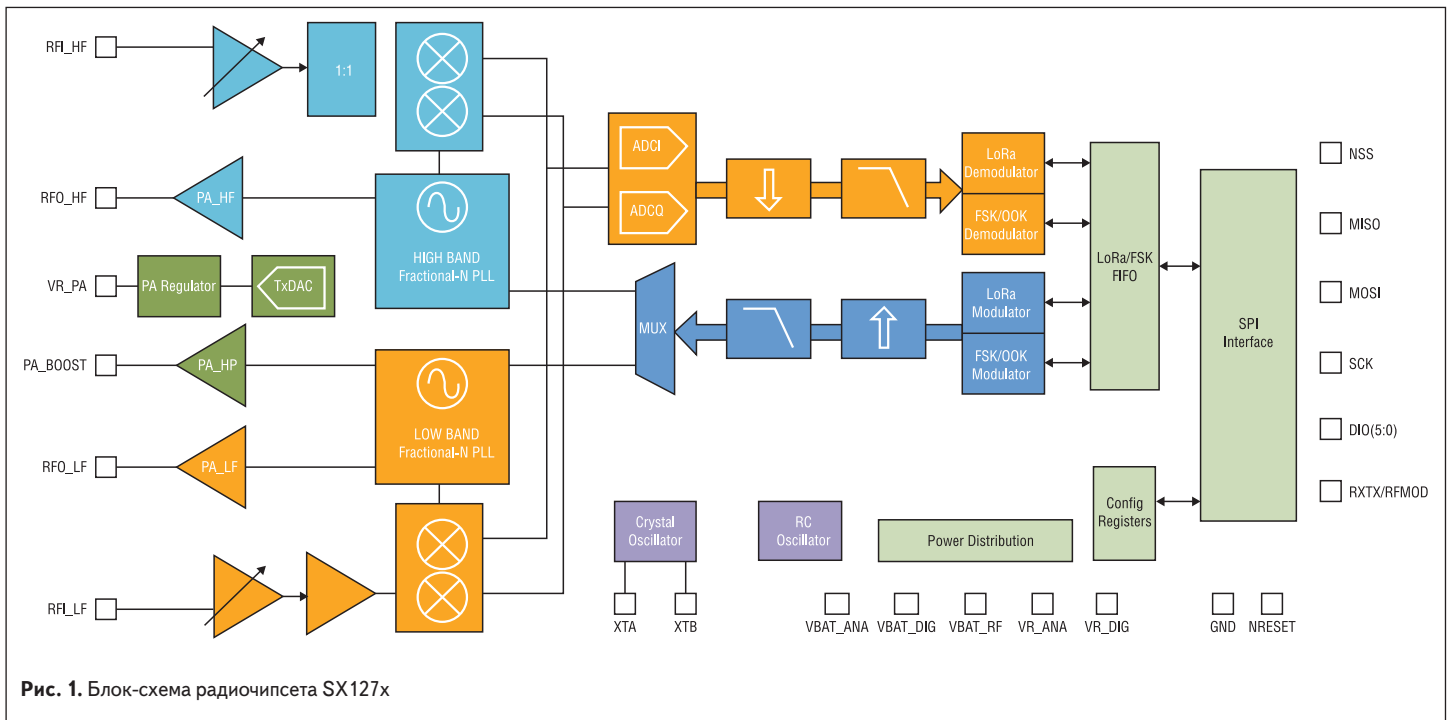 RFI_HF
1:1
RFO_HF
PA_HF
HIGH BAND
Fractional-N PLL
VR_PA
PA Regulator
TxDAC
PA_BOOST
PA_HP
RFO_LF
PA_LF
LOW BAND
Fractional-N PLL
RFI_LF
ADCI
ADCQ
MUX
LoRa
Demodulator
FSK/OOK
Demodulator
LoRa
Modulator
FSK/OOK
Modulator
LoRa/FSK
FIFO
SPI
Interface
Config
Registers
NSS
MISO
MOSI
SCK
DIO(5:0)
RXTX/RFMOD
Crystal
Oscillator
RC
Oscillator
Power Distribution
XTA
XTB
VBAT_ANA
VBAT_DIG
VBAT_RF
VR_ANA
VR_DIG
GND
NRESET
Рис. 1. Блок-схема радиочипсета SX127x